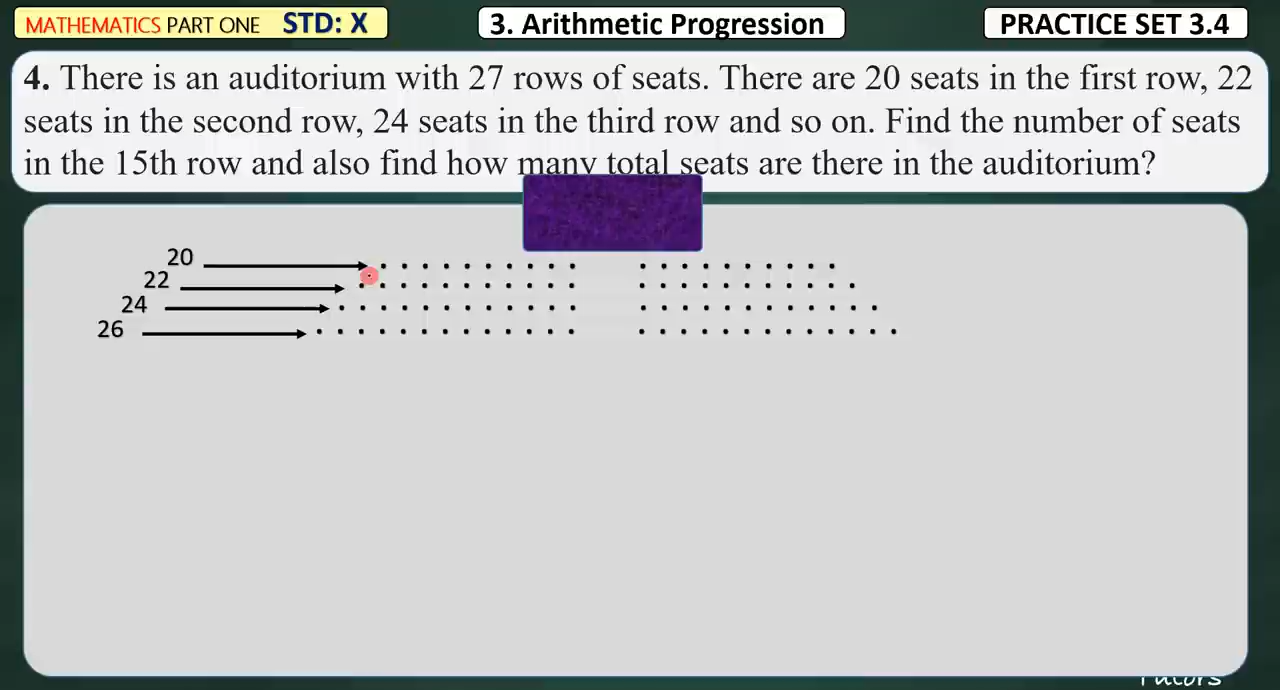 MATHEMATICS PART ONE STD: X
3. Arithmetic Progression
PRACTICE SET 3.4
4. There is an auditorium with 27 rows of seats. There are 20 seats in the first row, 22
seats in the second row, 24 seats in the third row and so on. Find the number of seats
in the 15th row and also find how many total seats are there in the auditorium?
20
22
24
26
Tutors